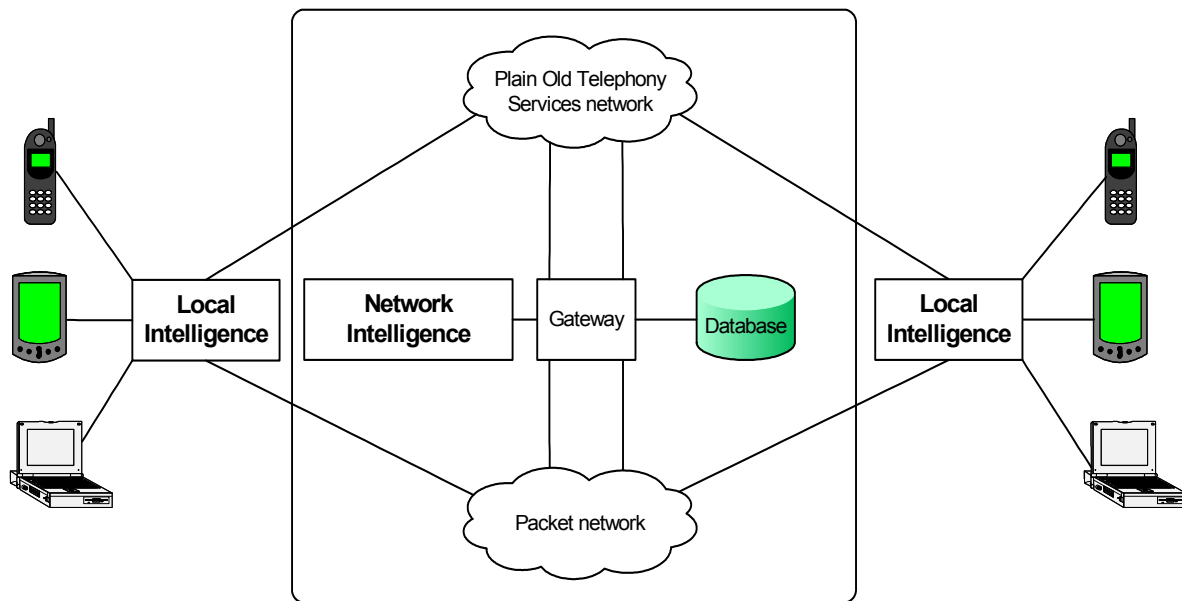 Plain Old Telephony
Services network
Local
Intelligence
Network
Intelligence
Gateway
Database
Local
Intelligence
Packet network